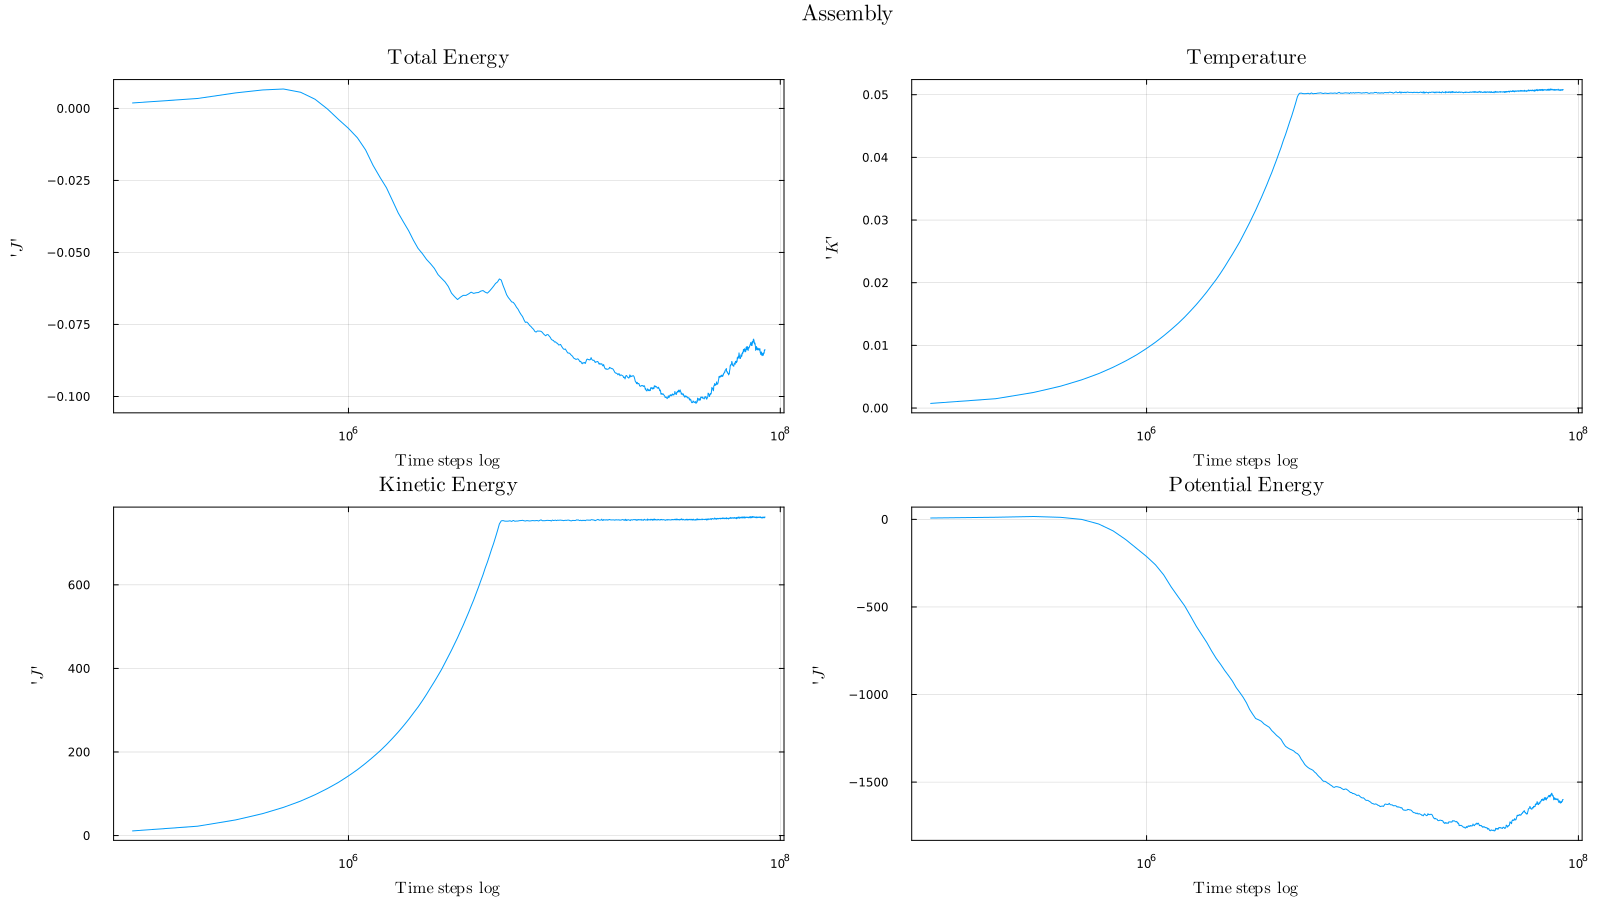 Assembly
Total Energy
0.000
−0.025
−0.050
−0.075
−0.100
'J'
10^6
10^8
Time steps log
Temperature
0.05
0.04
0.03
0.02
0.01
0.00
'K'
10^6
10^8
Time steps log
Kinetic Energy
600
400
200
0
'J'
10^6
10^8
Time steps log
Potential Energy
0
−500
−1000
−1500
'J'
10^6
10^8
Time steps log